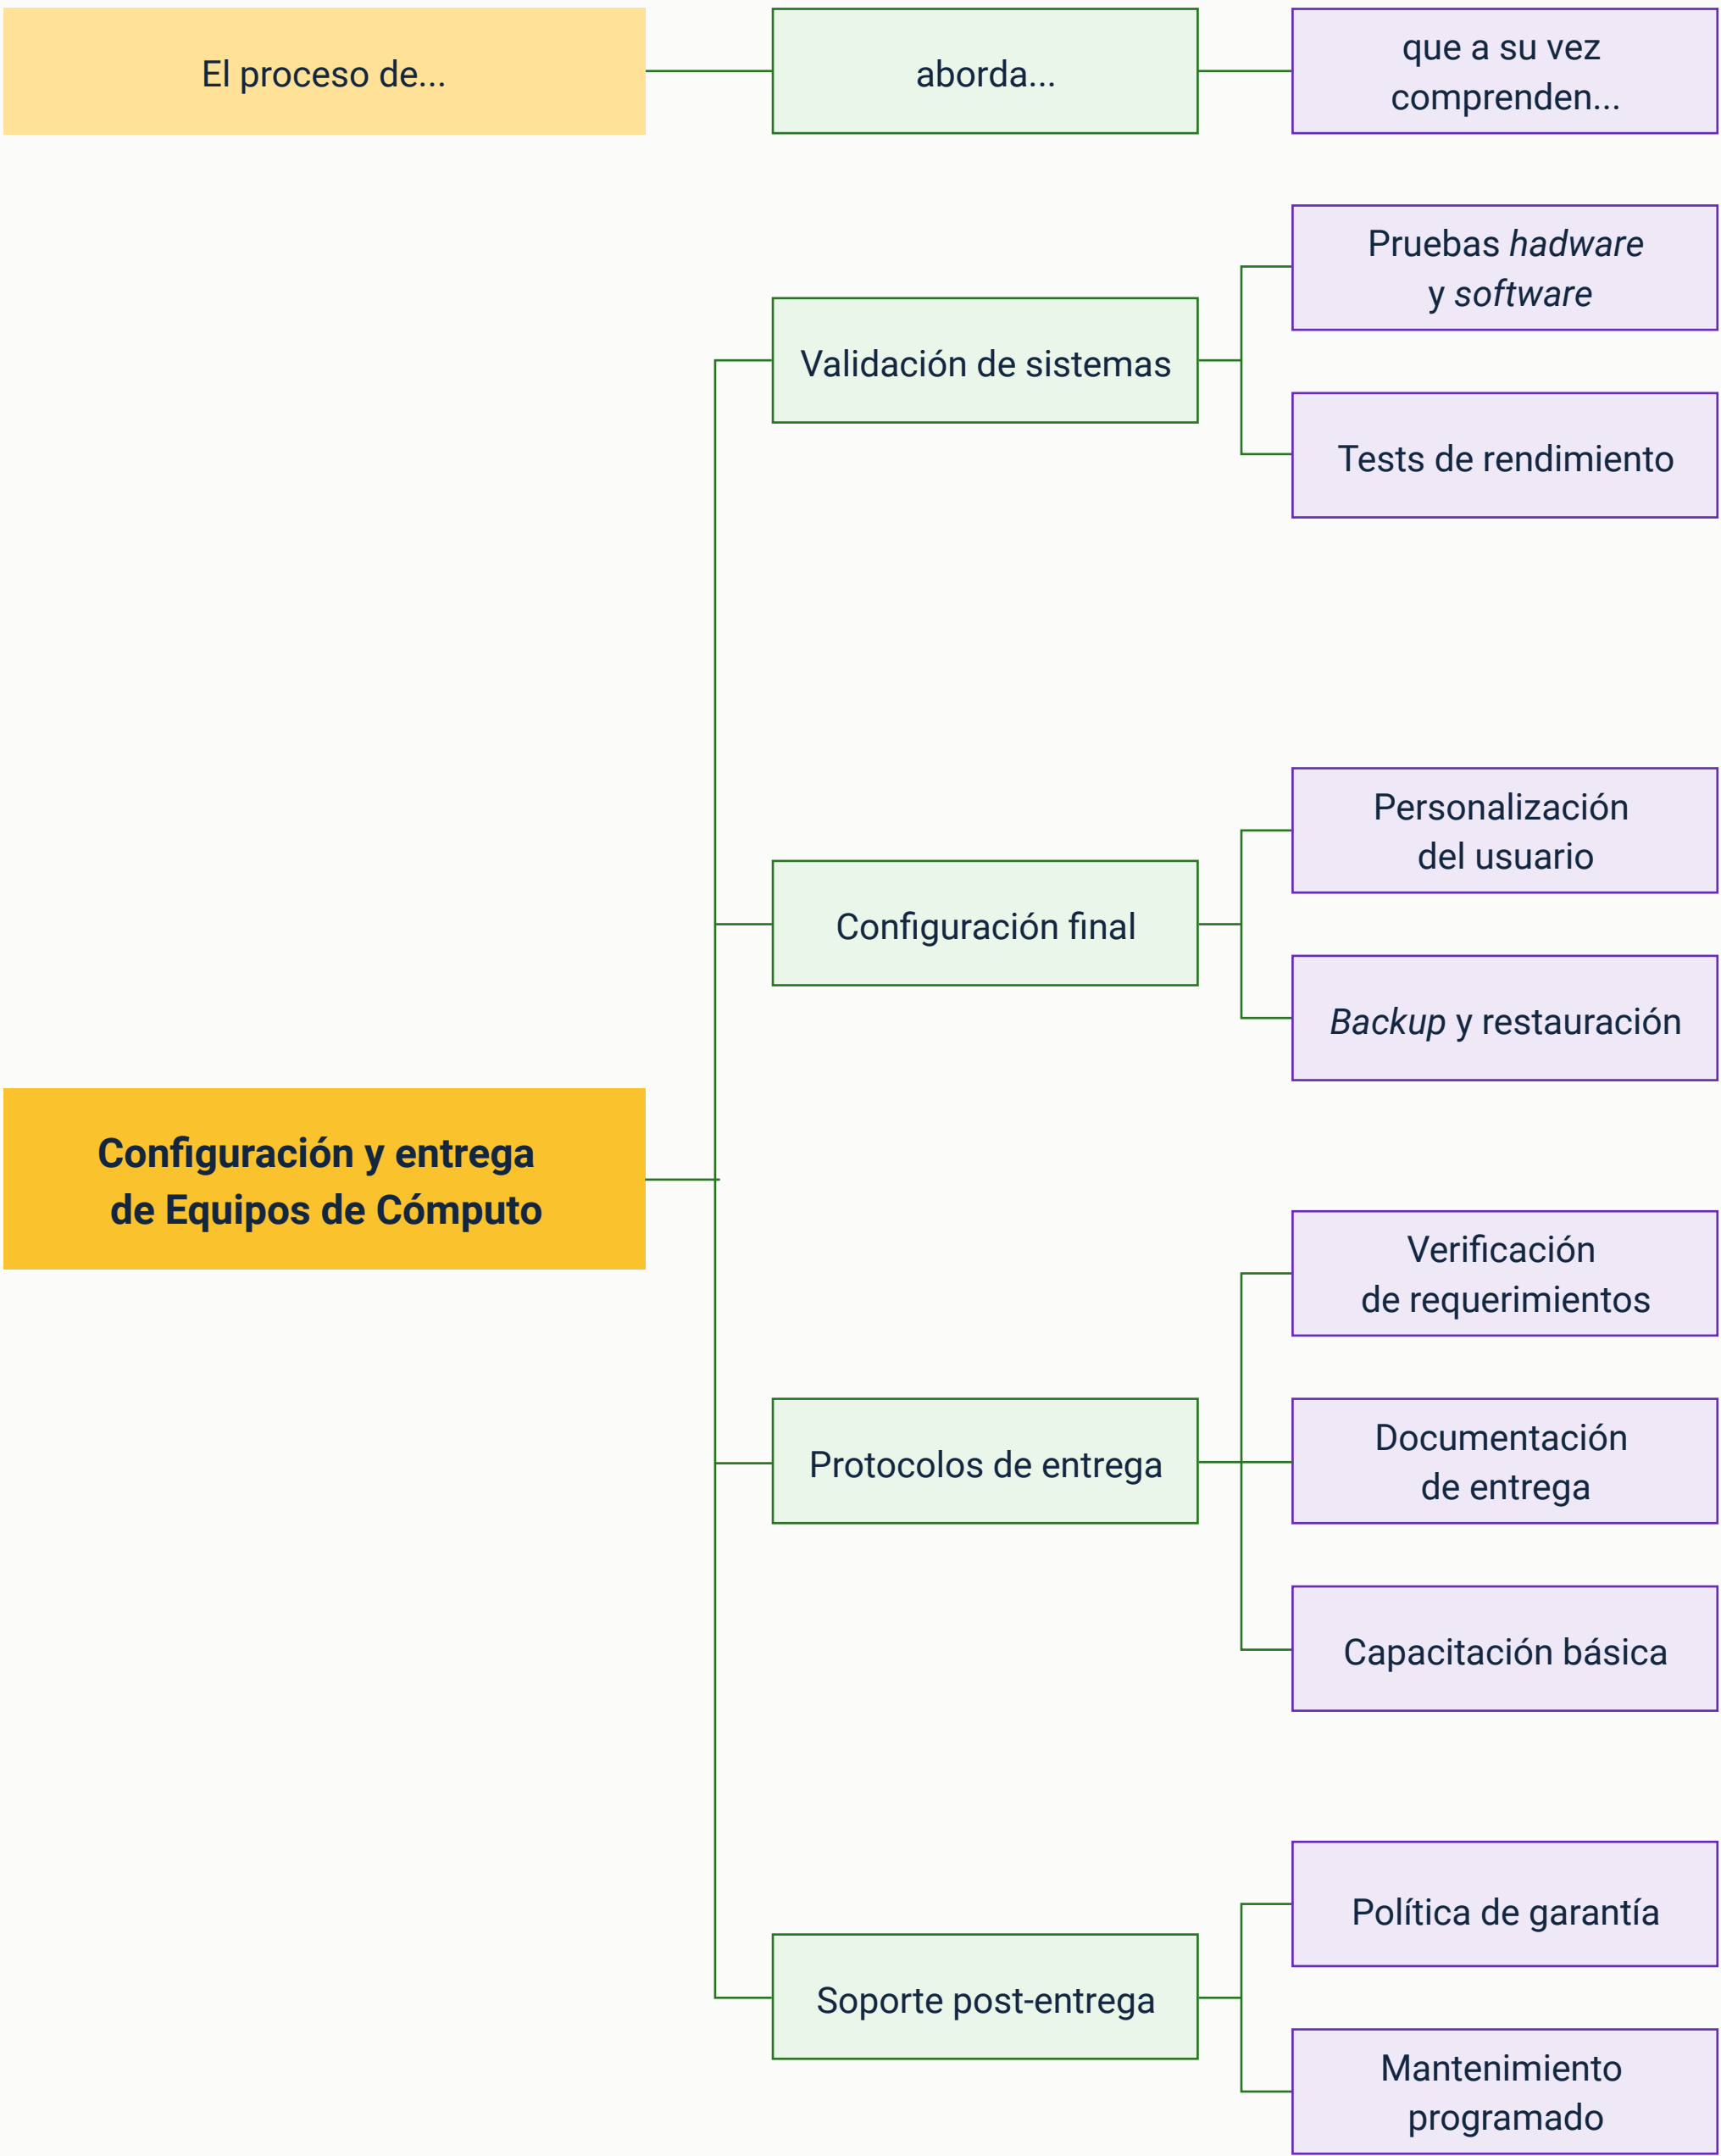 El proceso de...
aborda...
que a su vez
comprenden...
Pruebas hadware
y software
Validación de sistemas
Tests de rendimiento
Personalización
del usuario
Configuración final
Backup y restauración
Configuración y entrega
de Equipos de Cómputo
Verificación
de requerimientos
Protocolos de entrega
Documentación
de entrega
Capacitación básica
Política de garantía
Soporte post-entrega
Mantenimiento
programado